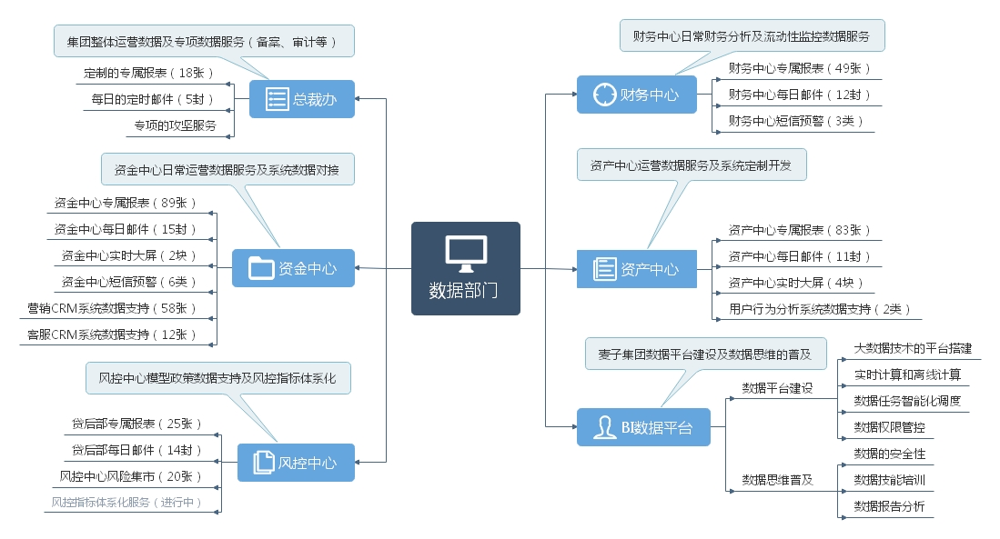 集团整体运营数据及专项数据服务（备案、审计等）
定制的专属报表（18张）
每日的定时邮件（5封）
专项的攻坚服务
总裁办
资金中心日常运营数据服务及系统数据对接
资金中心专属报表（89张）
资金中心每日邮件（15封）
资金中心实时大屏（2块）
资金中心短信预警（6类）
营销CRM系统数据支持（58张）
客服CRM系统数据支持（12张）
资金中心
风控中心模型政策数据支持及风控指标体系化
贷后部专属报表（25张）
贷后部每日邮件（14封）
风控中心风险集市（20张）
风控指标体系化服务（进行中）
风控中心
数据部门
财务中心日常财务分析及流动性监控数据服务
财务中心
财务中心专属报表（49张）
财务中心每日邮件（12封）
财务中心短信预警（3类）
资产中心运营数据服务及系统定制开发
资产中心
资产中心专属报表（83张）
资产中心每日邮件（11封）
资产中心实时大屏（4块）
用户行为分析系统数据支持（2类）
麦子集团数据平台建设及数据思维的普及
BI数据平台
数据平台建设
大数据技术的平台搭建
实时计算和离线计算
数据任务智能化调度
数据权限管控
数据思维普及
数据的安全性
数据技能培训
数据报告分析